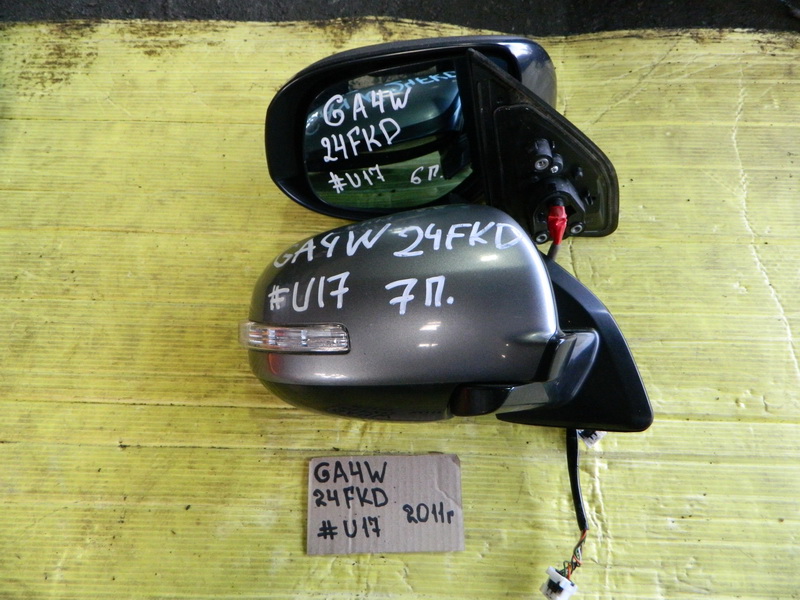 GA4W
24FKD
#U17 6п.
GA4W 24FKD
#U17 7п.
GA4W
24FKD
#U17 2011г